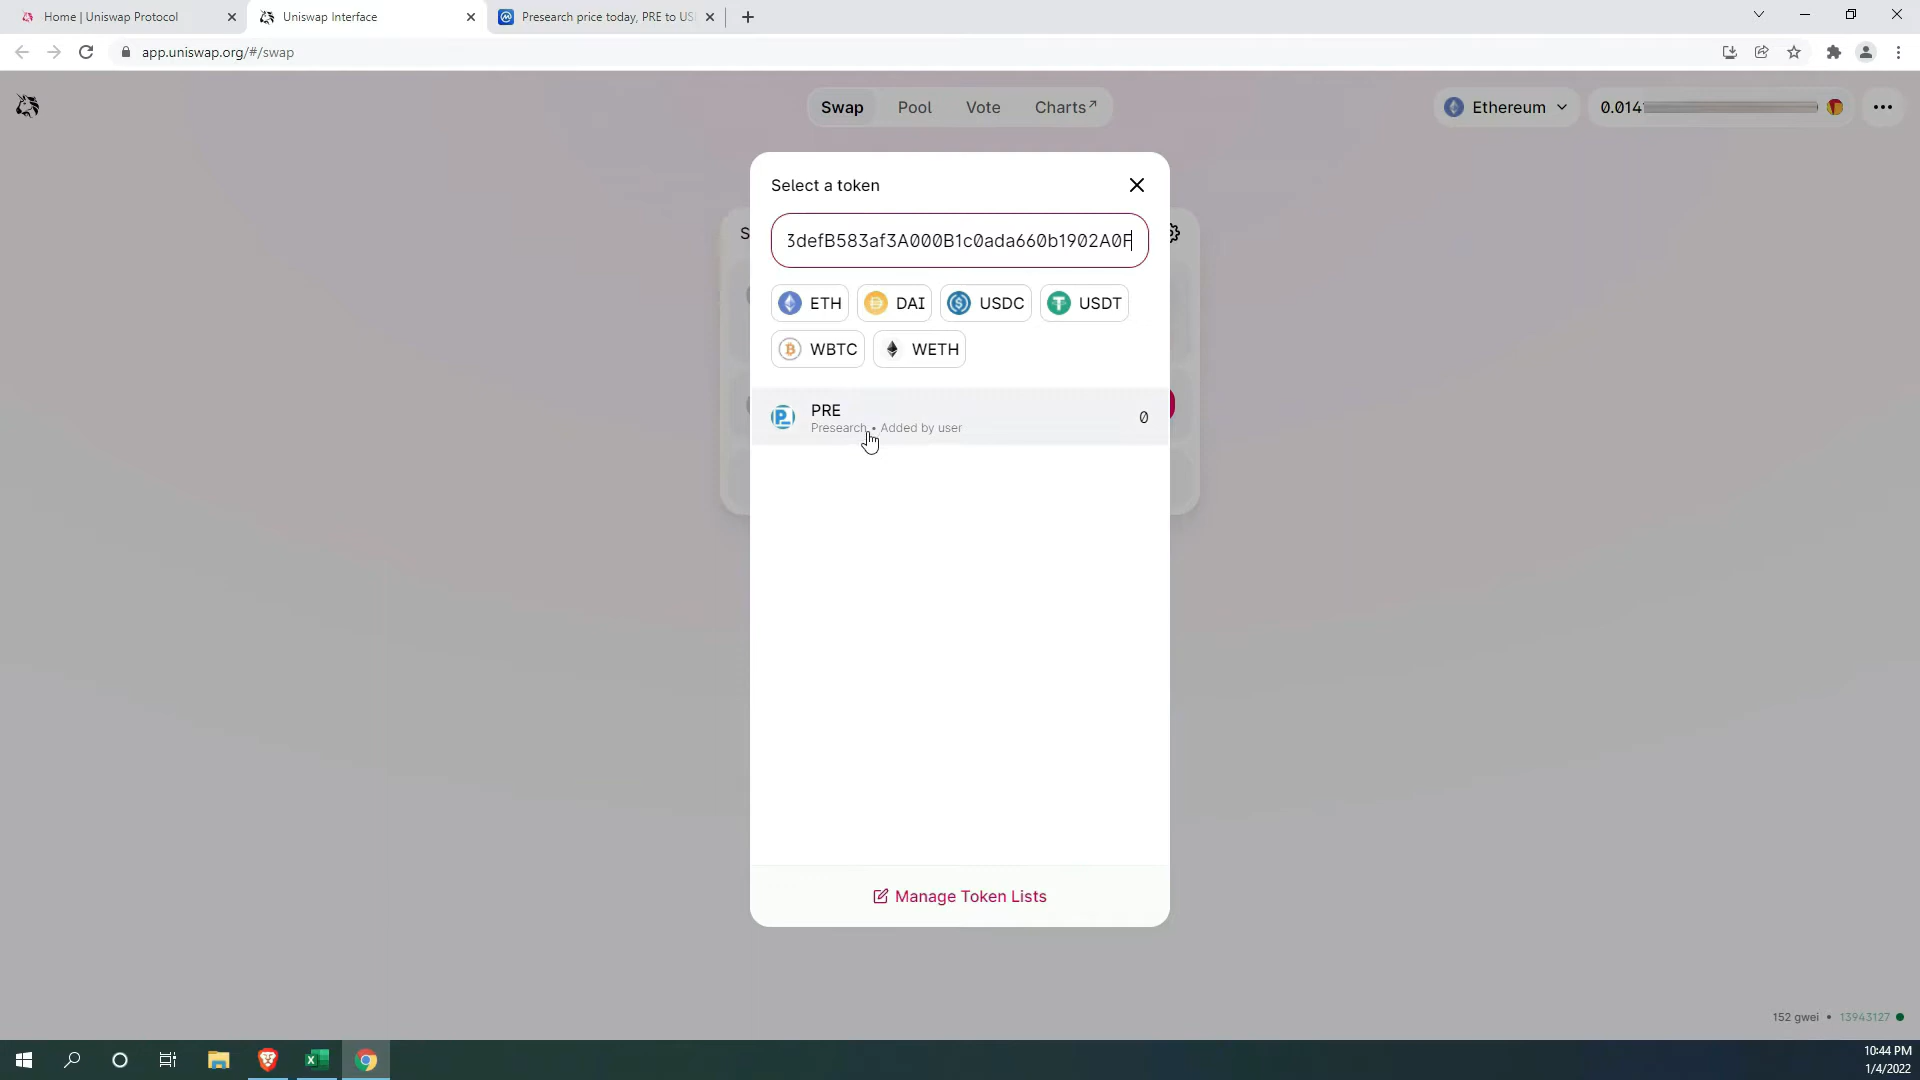 Home | Uniswap Protocol
Uniswap Interface
Presearch price today, PRE to US
app.uniswap.org/#/swap
Swap
Pool
Vote
Charts↗
Ethereum
0.014
Select a token
3defB583af3A000B1c0ada660b1902A0F
ETH
DAI
USDC
USDT
WBTC
WETH
PRE
Presearch • Added by user
0
Manage Token Lists
152 gwei • 13943127
10:44 PM
1/4/2022